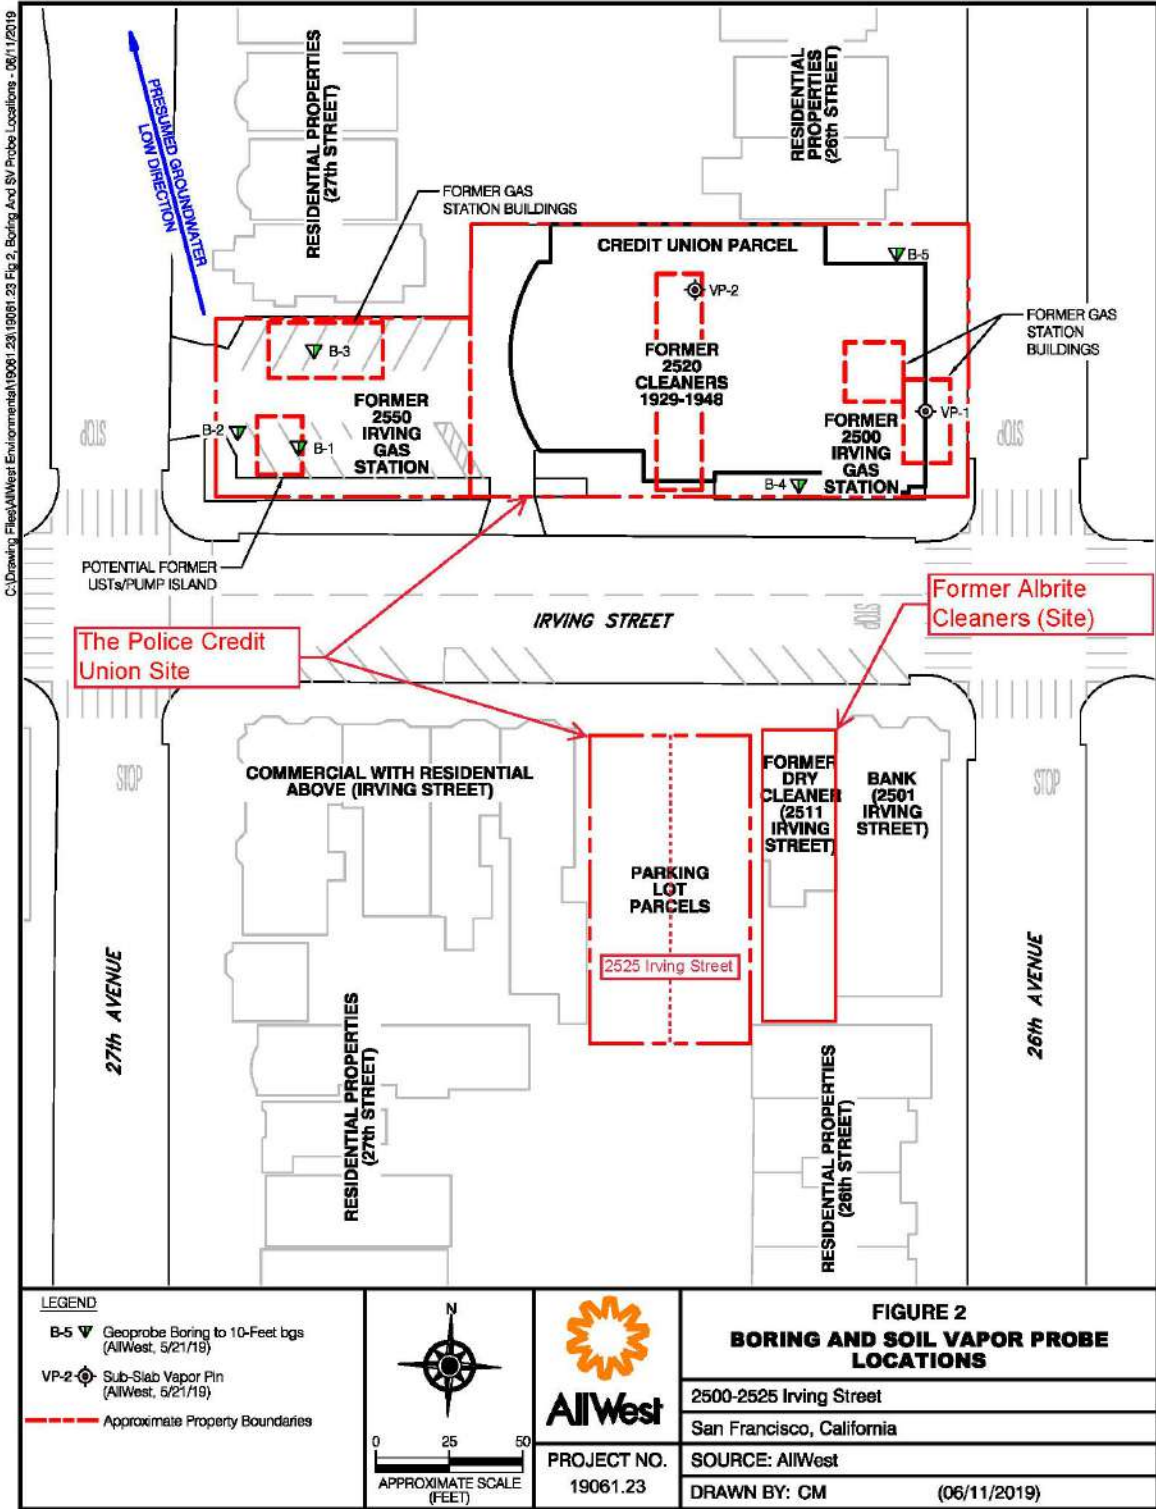 C:\Drawing Files\AllWest Environmental\19061.23\19061.23 Fig 2, Boring And SV Probe Locations - 06/11/2019
PRESUMED GROUNDWATER
LOW DIRECTION
RESIDENTIAL PROPERTIES
(27th STREET)
RESIDENTIAL
PROPERTIES
(26th STREET)
FORMER GAS
STATION BUILDINGS
CREDIT UNION PARCEL
B-5
VP-2
FORMER GAS
STATION
BUILDINGS
B-3
FORMER
2520
CLEANERS
1929-1948
FORMER
2550
IRVING
GAS
STATION
VP-1
FORMER
2500
IRVING
GAS
STATION
B-2
B-1
B-4
STOP
STOP
POTENTIAL FORMER
USTs/PUMP ISLAND
Former Albrite
Cleaners (Site)
IRVING STREET
STOP
The Police Credit
Union Site
COMMERCIAL WITH RESIDENTIAL
ABOVE (IRVING STREET)
FORMER
DRY
CLEANER
(2511
IRVING
STREET)
BANK
(2501
IRVING
STREET)
STOP
STOP
PARKING
LOT
PARCELS
2525 Irving Street
27th AVENUE
26th AVENUE
RESIDENTIAL PROPERTIES
(27th STREET)
RESIDENTIAL PROPERTIES
(26th STREET)
LEGEND
B-5 Geoprobe Boring to 10-Feet bgs
(AllWest, 5/21/19)
VP-2 Sub-Slab Vapor Pin
(AllWest, 5/21/19)
Approximate Property Boundaries
N
0 25 50
APPROXIMATE SCALE
(FEET)
AllWest
PROJECT NO.
19061.23
FIGURE 2
BORING AND SOIL VAPOR PROBE
LOCATIONS
2500-2525 Irving Street
San Francisco, California
SOURCE: AllWest
DRAWN BY: CM (06/11/2019)